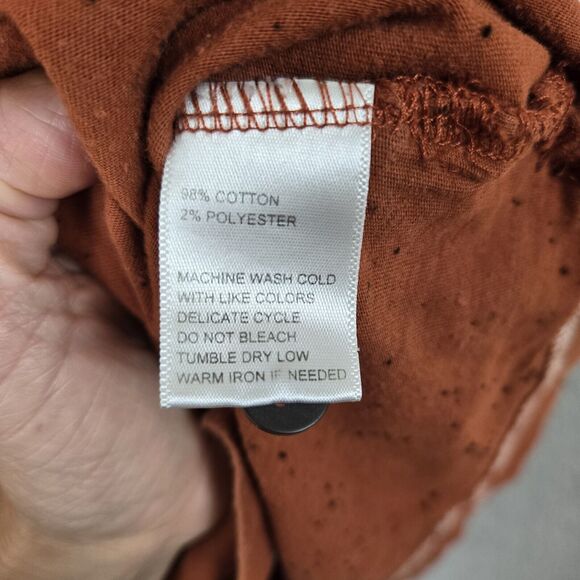 98% COTTON
2% POLYESTER
MACHINE WASH COLD
WITH LIKE COLORS
DELICATE CYCLE
DO NOT BLEACH
TUMBLE DRY LOW
WARM IRON IF NEEDED